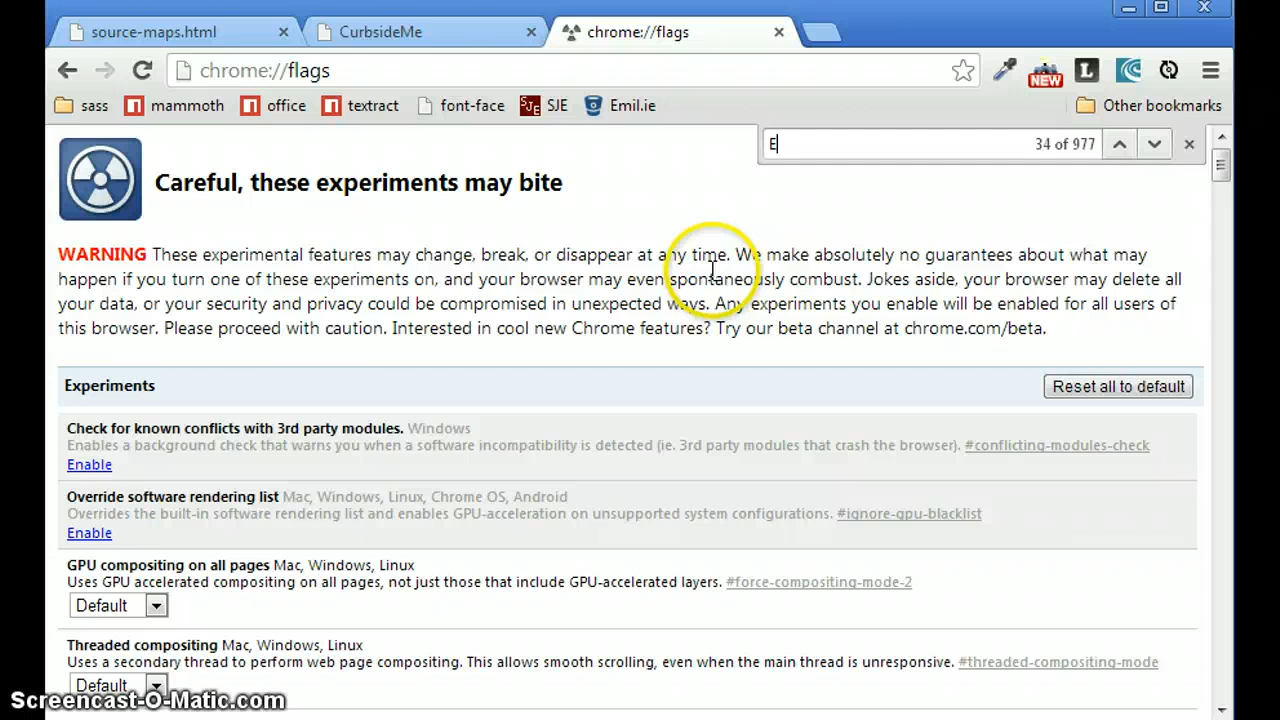 source-maps.html
CurbsideMe
chrome://flags
chrome://flags
NEW
L
sass
mammoth
office
textract
font-face
SJE
SJE
Emil.ie
Other bookmarks
E
34 of 977
Careful, these experiments may bite
WARNING These experimental features may change, break, or disappear at any time. We make absolutely no guarantees about what may
happen if you turn one of these experiments on, and your browser may even spontaneously combust. Jokes aside, your browser may delete all
your data, or your security and privacy could be compromised in unexpected ways. Any experiments you enable will be enabled for all users of
this browser. Please proceed with caution. Interested in cool new Chrome features? Try our beta channel at chrome.com/beta.
Experiments
Reset all to default
Check for known conflicts with 3rd party modules. Windows
Enables a background check that warns you when a software incompatibility is detected (ie. 3rd party modules that crash the browser). #conflicting-modules-check
Enable
Override software rendering list Mac, Windows, Linux, Chrome OS, Android
Overrides the built-in software rendering list and enables GPU-acceleration on unsupported system configurations. #ignore-gpu-blacklist
Enable
GPU compositing on all pages Mac, Windows, Linux
Uses GPU accelerated compositing on all pages, not just those that include GPU-accelerated layers. #force-compositing-mode-2
Default
Threaded compositing Mac, Windows, Linux
Uses a secondary thread to perform web page compositing. This allows smooth scrolling, even when the main thread is unresponsive. #threaded-compositing-mode
Default
Screencast-O-Matic.com